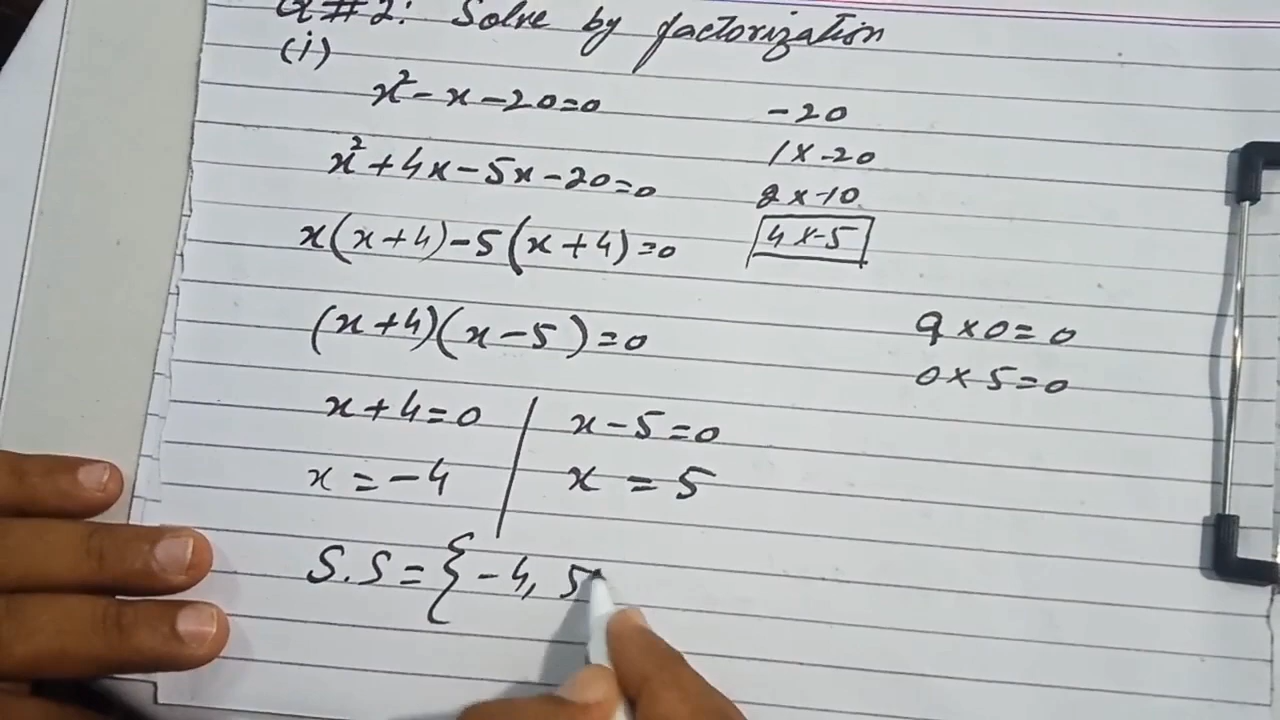 Q#2: Solve by factorization
(i)
x² - x - 20 = 0
x² + 4x - 5x - 20 = 0
x(x + 4) - 5(x + 4) = 0
(x + 4)(x - 5) = 0
x + 4 = 0
x = -4
x - 5 = 0
x = 5
S.S = { -4, 5
-20
1 x -20
2 x -10
4 x -5
9 x 0 = 0
0 x 5 = 0